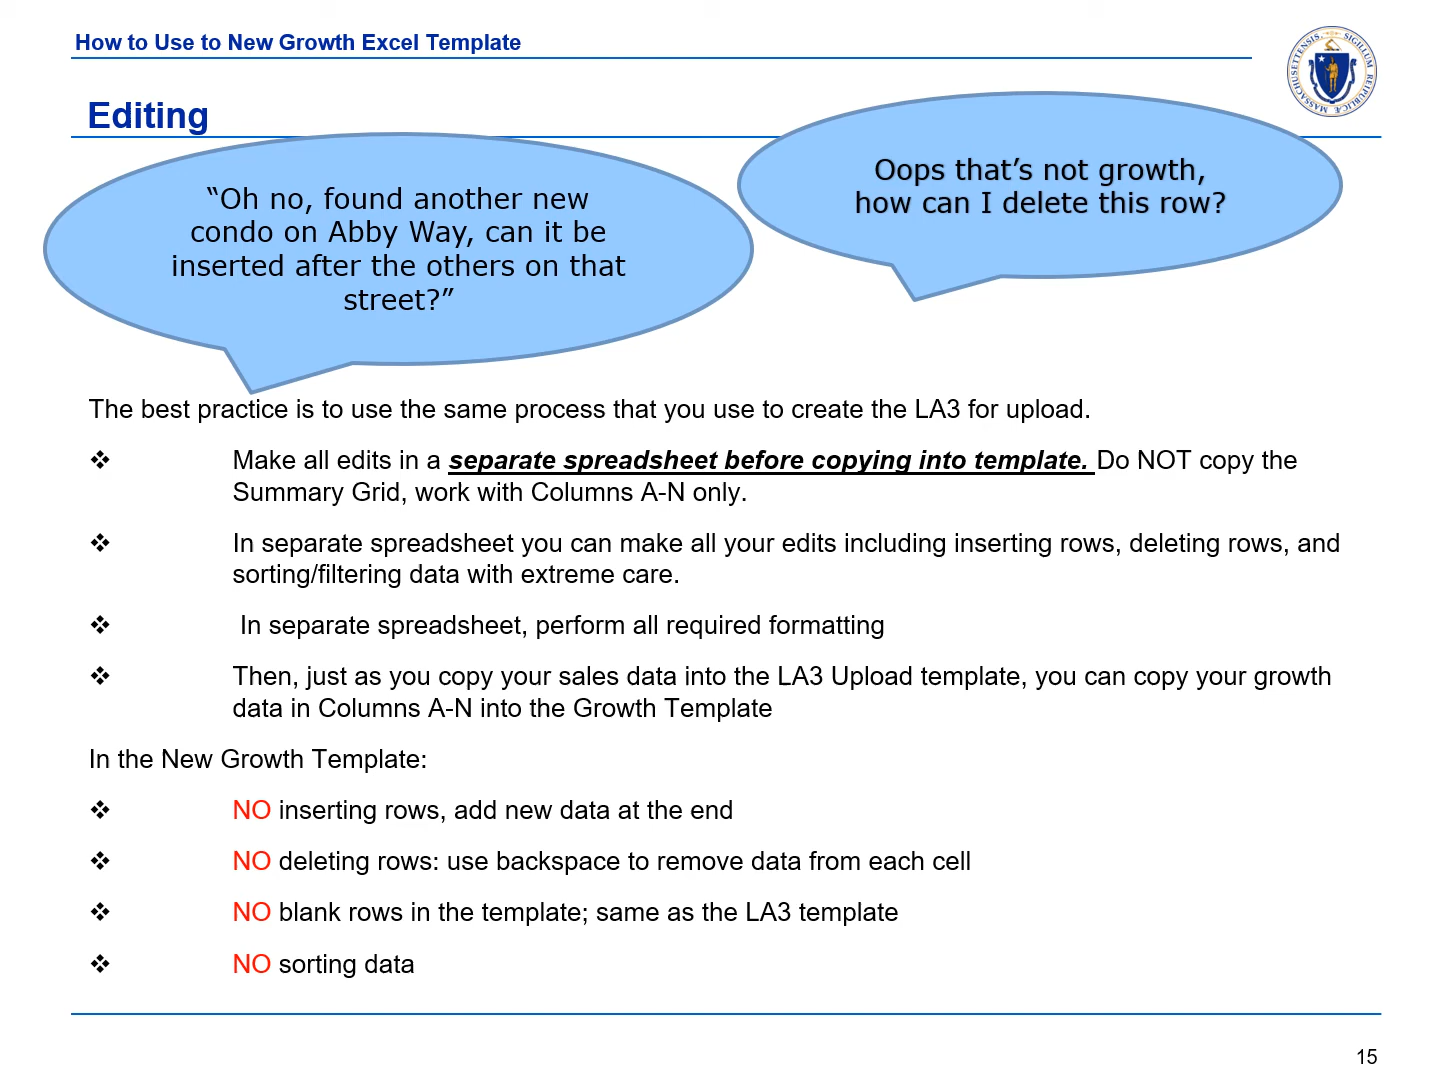 How to Use to New Growth Excel Template
Editing
“Oh no, found another new
condo on Abby Way, can it be
inserted after the others on that
street?”
Oops that’s not growth,
how can I delete this row?
The best practice is to use the same process that you use to create the LA3 for upload.
❖ Make all edits in a separate spreadsheet before copying into template. Do NOT copy the
Summary Grid, work with Columns A-N only.
❖ In separate spreadsheet you can make all your edits including inserting rows, deleting rows, and
sorting/filtering data with extreme care.
❖ In separate spreadsheet, perform all required formatting
❖ Then, just as you copy your sales data into the LA3 Upload template, you can copy your growth
data in Columns A-N into the Growth Template
In the New Growth Template:
❖ NO inserting rows, add new data at the end
❖ NO deleting rows: use backspace to remove data from each cell
❖ NO blank rows in the template; same as the LA3 template
❖ NO sorting data
15